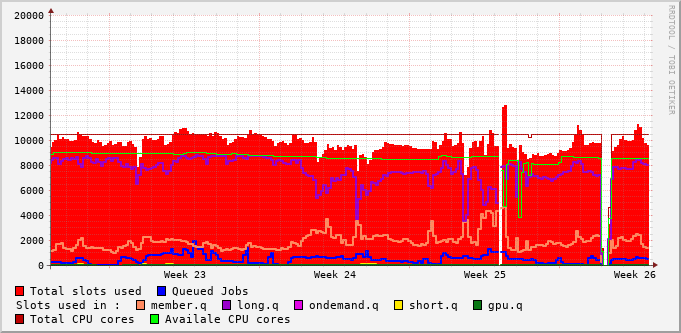 20000
18000
16000
14000
12000
10000
8000
6000
4000
2000
0
Week 23 Week 24 Week 25 Week 26
Total slots used Queued Jobs
Slots used in : member.q long.q ondemand.q short.q gpu.q
Total CPU cores Availale CPU cores
RRDTOOL / TOBI OETIKER